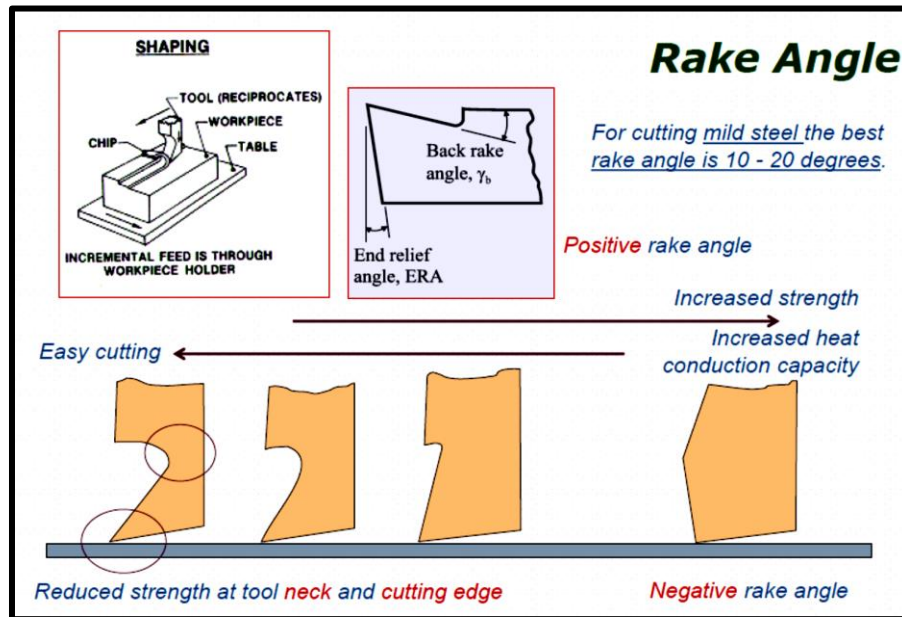 SHAPING
TOOL (RECIPROCATES)
WORKPIECE
CHIP
TABLE
INCREMENTAL FEED IS THROUGH
WORKPIECE HOLDER
Back rake
angle, γb
End relief
angle, ERA
Rake Angle
For cutting mild steel the best
rake angle is 10 - 20 degrees.
Positive rake angle
Increased strength
Easy cutting
Increased heat
conduction capacity
Reduced strength at tool neck and cutting edge
Negative rake angle